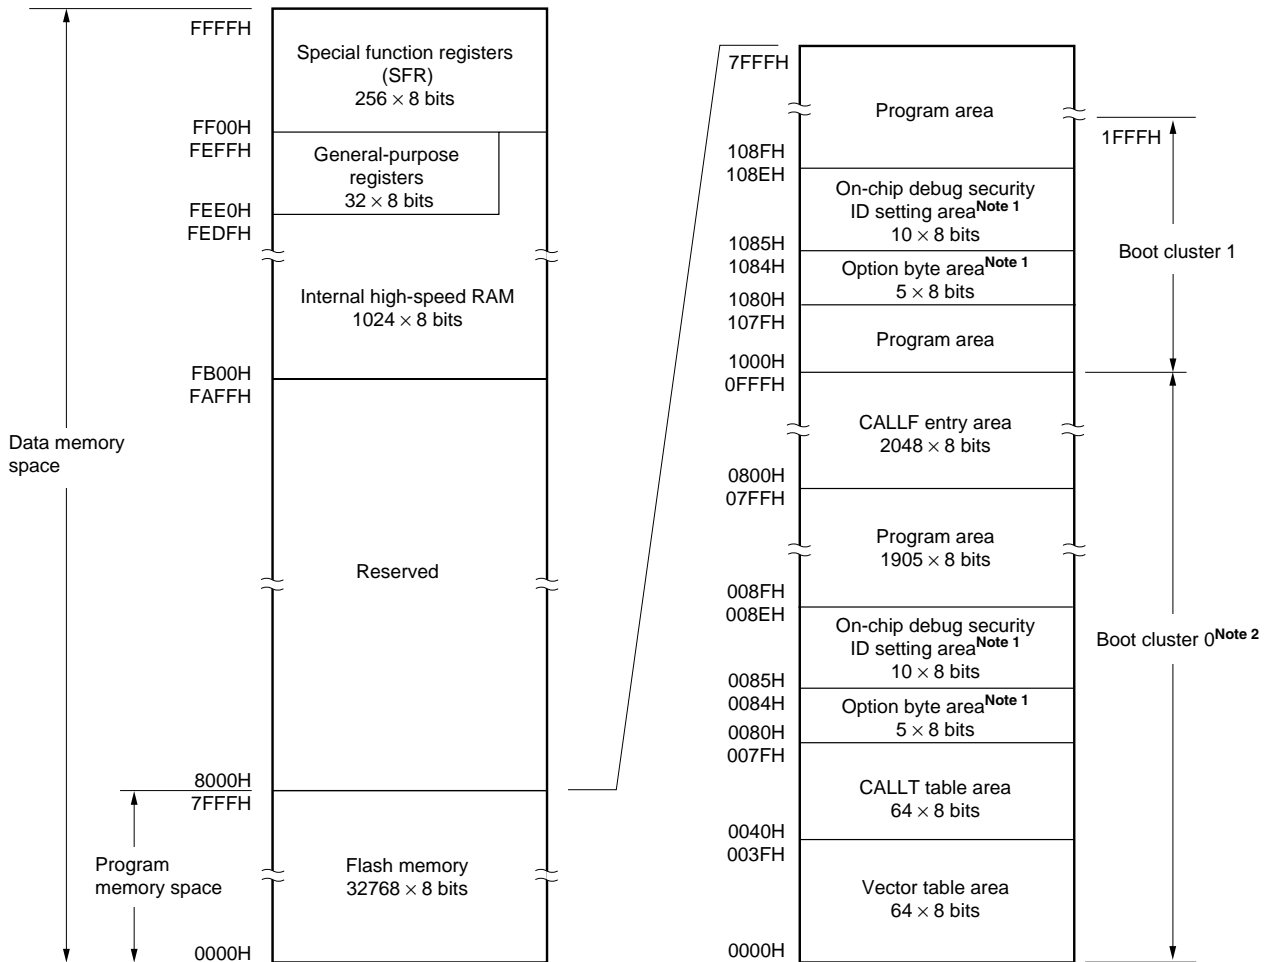 FFFFH
Special function registers
(SFR)
256 × 8 bits
FF00H
FEFFH
General-purpose
registers
32 × 8 bits
FEE0H
FEDFH
Internal high-speed RAM
1024 × 8 bits
FB00H
FAFFH
Data memory
space
Reserved
8000H
7FFFH
Program
memory space
Flash memory
32768 × 8 bits
0000H
7FFFH
Program area
1FFFH
108FH
108EH
On-chip debug security
ID setting areaNote 1
10 × 8 bits
1085H
1084H
Boot cluster 1
Option byte areaNote 1
5 × 8 bits
1080H
107FH
Program area
1000H
0FFFH
CALLF entry area
2048 × 8 bits
0800H
07FFH
Program area
1905 × 8 bits
008FH
008EH
On-chip debug security
ID setting areaNote 1
10 × 8 bits
Boot cluster 0Note 2
0085H
0084H
Option byte areaNote 1
5 × 8 bits
0080H
007FH
CALLT table area
64 × 8 bits
0040H
003FH
Vector table area
64 × 8 bits
0000H